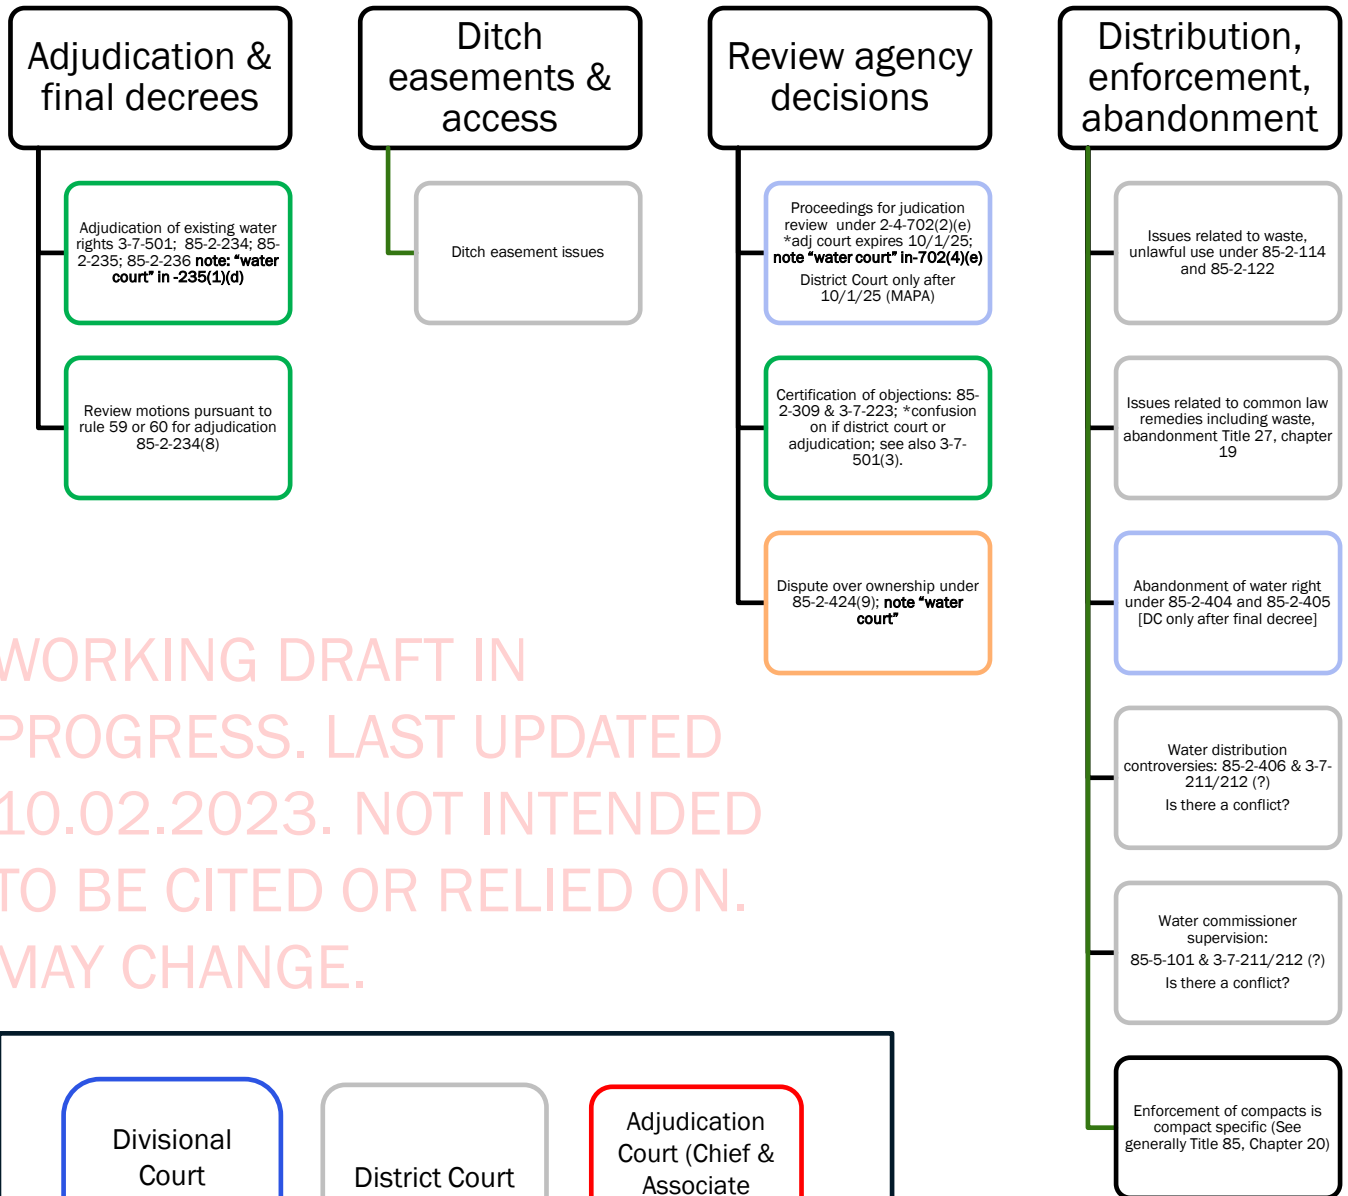 Adjudication &
final decrees
Adjudication of existing water
rights 3-7-501; 85-2-234; 85-
2-235; 85-2-236 note: “water
court” in -235(1)(d)
Review motions pursuant to
rule 59 or 60 for adjudication
85-2-234(8)
Ditch
easements &
access
Ditch easement issues
Review agency
decisions
Proceedings for judication
review under 2-4-702(2)(e)
*adj court expires 10/1/25;
note “water court” in-702(4)(e)
District Court only after
10/1/25 (MAPA)
Certification of objections: 85-
2-309 & 3-7-223; *confusion
on if district court or
adjudication; see also 3-7-
501(3).
Dispute over ownership under
85-2-424(9); note “water
court”
Distribution,
enforcement,
abandonment
Issues related to waste,
unlawful use under 85-2-114
and 85-2-122
Issues related to common law
remedies including waste,
abandonment Title 27, chapter
19
Abandonment of water right
under 85-2-404 and 85-2-405
[DC only after final decree]
Water distribution
controversies: 85-2-406 & 3-7-
211/212 (?)
Is there a conflict?
Water commissioner
supervision:
85-5-101 & 3-7-211/212 (?)
Is there a conflict?
Enforcement of compacts is
compact specific (See
generally Title 85, Chapter 20)
WORKING DRAFT IN
PROGRESS. LAST UPDATED
10.02.2023. NOT INTENDED
TO BE CITED OR RELIED ON.
MAY CHANGE.
Divisional
Court
District Court
Adjudication
Court (Chief &
Associate